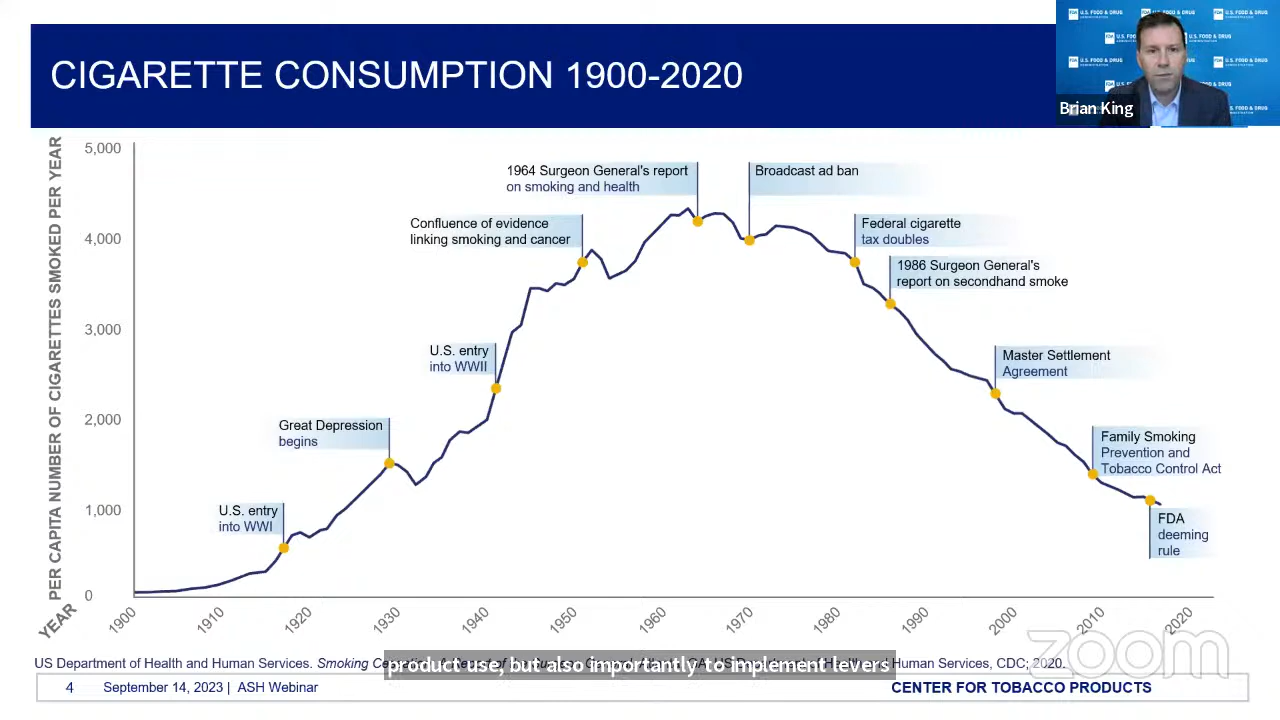 CIGARETTE CONSUMPTION 1900-2020
U.S. FOOD & DRUG
ADMINISTRATION
Brian King
PER CAPITA NUMBER OF CIGARETTES SMOKED PER YEAR
5,000
4,000
3,000
2,000
1,000
0
U.S. entry
into WWI
Great Depression
begins
U.S. entry
into WWII
Confluence of evidence
linking smoking and cancer
1964 Surgeon General's report
on smoking and health
Broadcast ad ban
Federal cigarette
tax doubles
1986 Surgeon General's
report on secondhand smoke
Master Settlement
Agreement
Family Smoking
Prevention and
Tobacco Control Act
FDA
deeming
rule
YEAR
1900
1910
1920
1930
1940
1950
1960
1970
1980
1990
2000
2010
2020
zoom
US Department of Health and Human Services. Smoking Human Services, CDC; 2020.
product use, but also importantly to implement levers
4 September 14, 2023 | ASH Webinar
CENTER FOR TOBACCO PRODUCTS